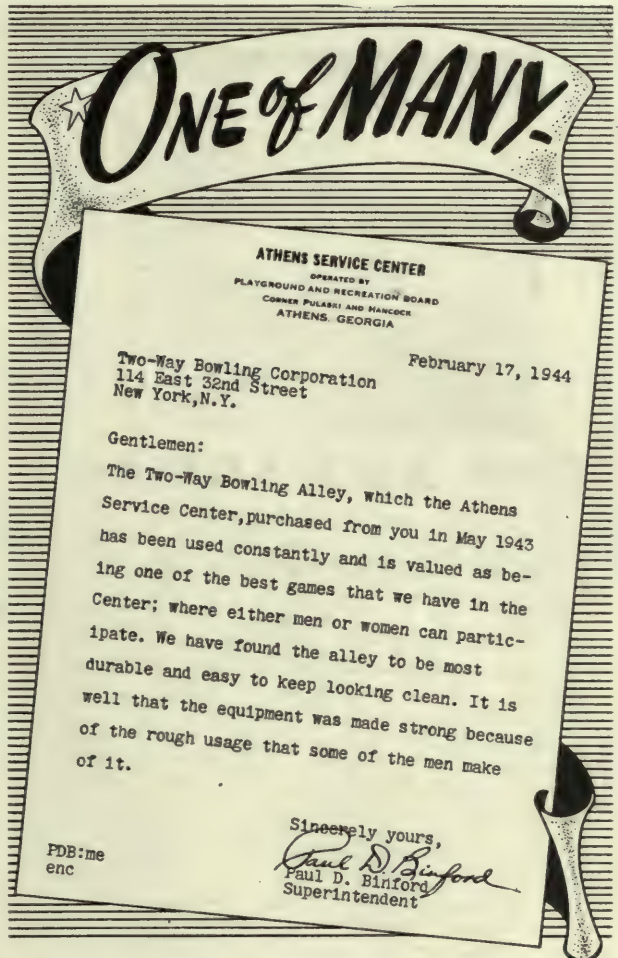 ONE of MANY-
ATHENS SERVICE CENTER
OPERATED BY
PLAYGROUND AND RECREATION BOARD
CORNER PULASKI AND HANCOCK
ATHENS, GEORGIA
February 17, 1944
Two-Way Bowling Corporation
114 East 32nd Street
New York,N.Y.
Gentlemen:
The Two-Way Bowling Alley, which the Athens
Service Center,purchased from you in May 1943
has been used constantly and is valued as be-
ing one of the best games that we have in the
Center; where either men or women can partic-
ipate. We have found the alley to be most
durable and easy to keep looking clean. It is
well that the equipment was made strong because
of the rough usage that some of the men make
of it.
Sincerely yours,
Paul D. Binford
Paul D. Binford
Superintendent
PDB:me
enc